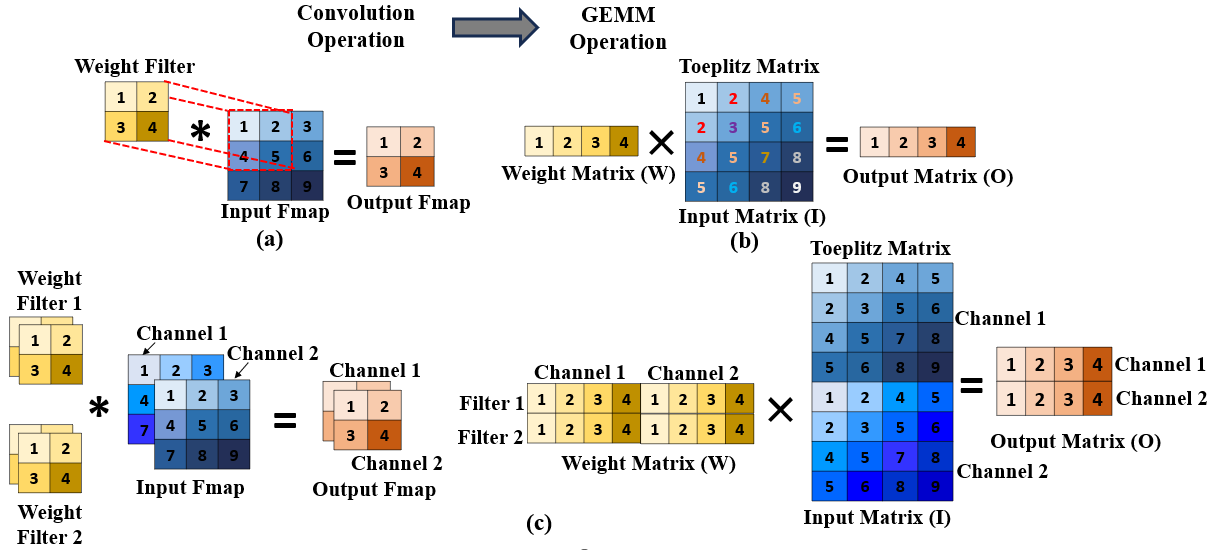 Convolution
Operation
GEMM
Operation
Weight Filter
1 2
3 4
*
1 2 3
4 5 6
7 8 9
Input Fmap
=
1 2
3 4
Output Fmap
(a)
1 2 3 4
Weight Matrix (W)
×
Toeplitz Matrix
1 2 4 5
2 3 5 6
4 5 7 8
5 6 8 9
Input Matrix (I)
=
1 2 3 4
Output Matrix (O)
(b)
Weight
Filter 1
1 2
3 4
1 2
3 4
Weight
Filter 2
*
Channel 1
Channel 2
1 2 3
4
7
1 2 3
4 5 6
7 8 9
Input Fmap
=
Channel 1
1 2
3 4
Channel 2
Output Fmap
Channel 1 Channel 2
Filter 1 1 2 3 4 1 2 3 4
Filter 2 1 2 3 4 1 2 3 4
Weight Matrix (W)
×
Toeplitz Matrix
1 2 4 5
2 3 5 6
4 5 7 8
5 6 8 9
Channel 1
1 2 4 5
2 3 5 6
4 5 7 8
5 6 8 9
Channel 2
Input Matrix (I)
=
1 2 3 4 Channel 1
1 2 3 4 Channel 2
Output Matrix (O)
(c)